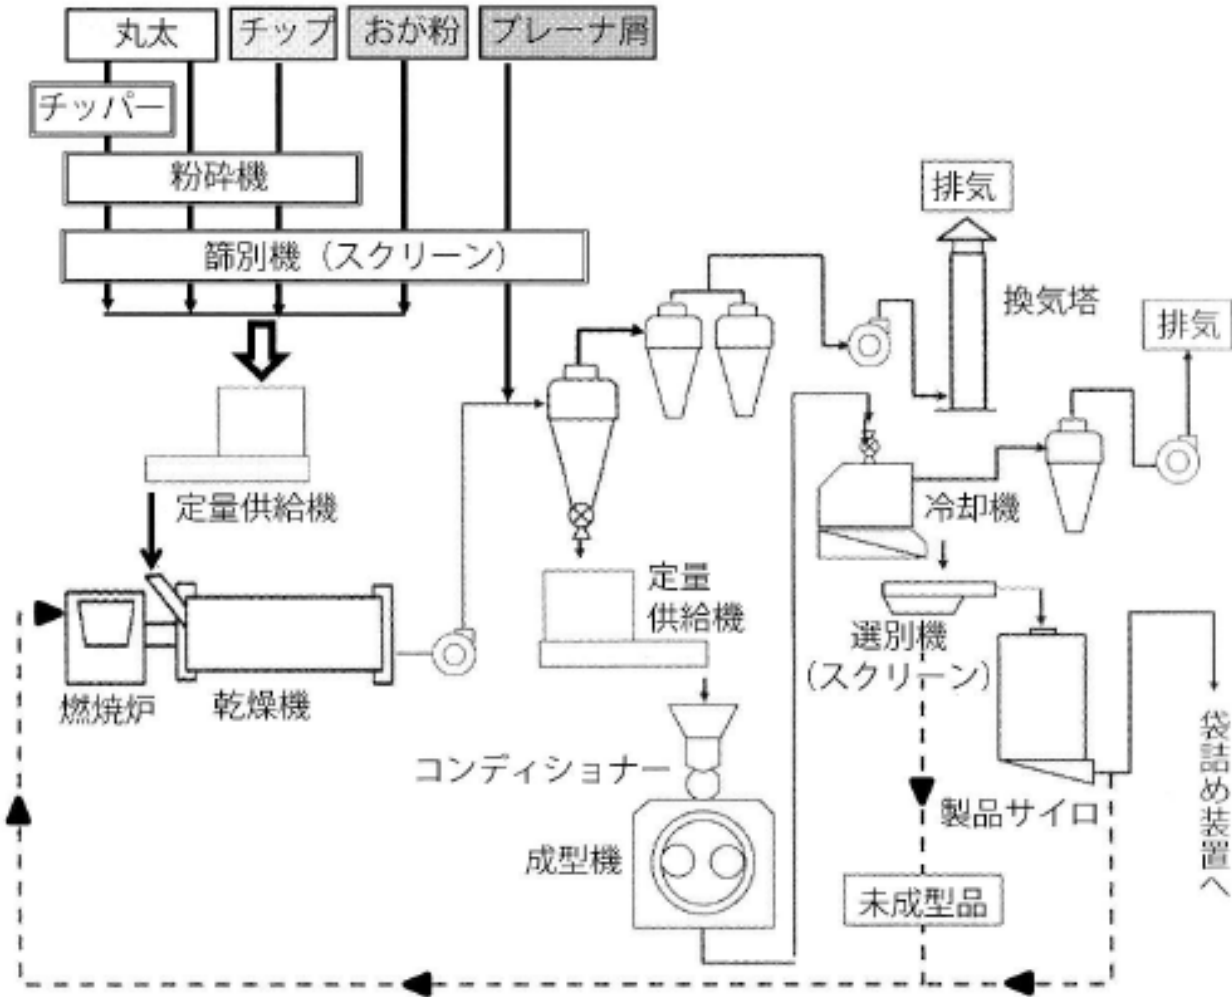 丸太
チップ
おが粉
プレーナ屑
チッパー
粉砕機
篩別機（スクリーン）
排気
換気塔
排気
定量供給機
冷却機
定量
供給機
選別機
（スクリーン）
燃焼炉
乾燥機
コンディショナー
製品サイロ
袋詰め装置へ
成型機
未成型品